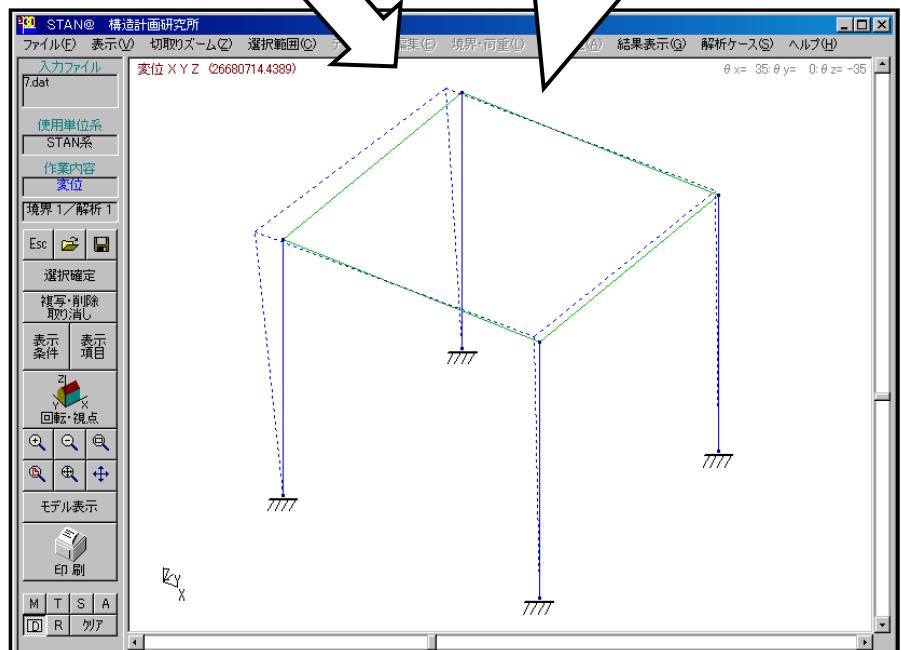 STAN@ 構造計画研究所
ファイル(F) 表示(V) 切取りズーム(Z) 選択範囲(C) 編集(E) 境界・荷重(L) (A) 結果表示(G) 解析ケース(S) ヘルプ(H)
入力ファイル
7.dat
変位 X Y Z (26680714.4389)
θx= 35:θy= 0:θz= -35
使用単位系
STAN系
作業内容
変位
境界 1／解析 1
Esc
選択確定
複写・削除
取り消し
表示
条件
表示
項目
Z
Y X
回転・視点
モデル表示
印 刷
M T S A
D R クリア
Z Y
X